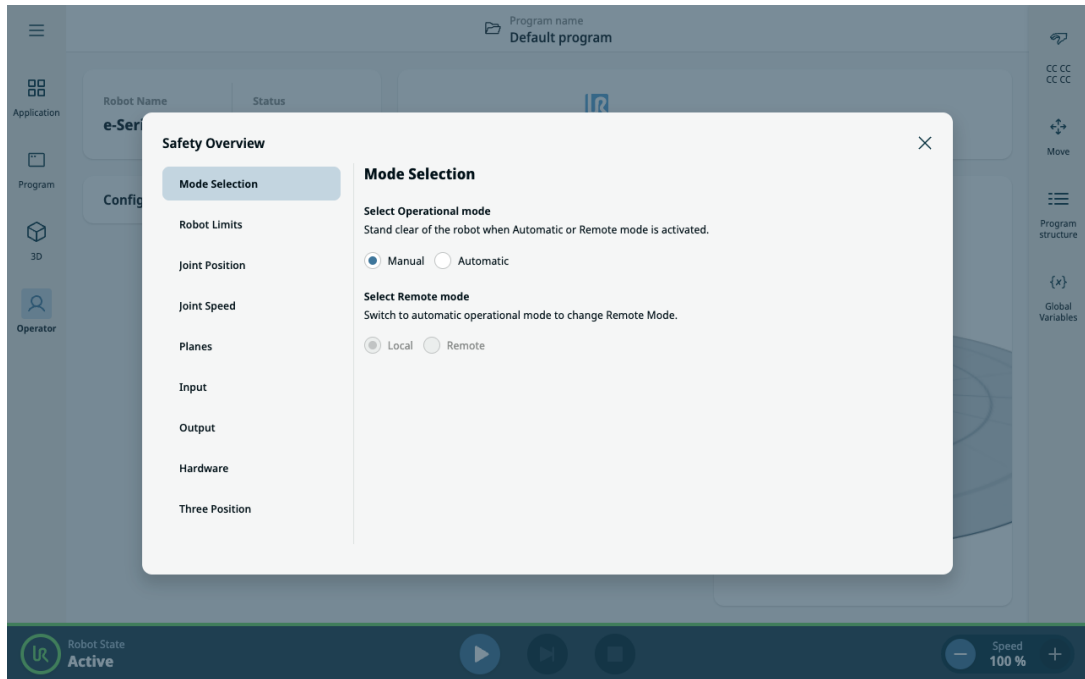 Program name
Default program
Application
Program
3D
Operator
Robot Name
Status
e-Seri
Config
CC CC
CC CC
Move
Program
structure
{x}
Global
Variables
Safety Overview
Mode Selection
Robot Limits
Joint Position
Joint Speed
Planes
Input
Output
Hardware
Three Position
Mode Selection
Select Operational mode
Stand clear of the robot when Automatic or Remote mode is activated.
Manual Automatic
Select Remote mode
Switch to automatic operational mode to change Remote Mode.
Local Remote
Robot State
Active
Speed
100 %